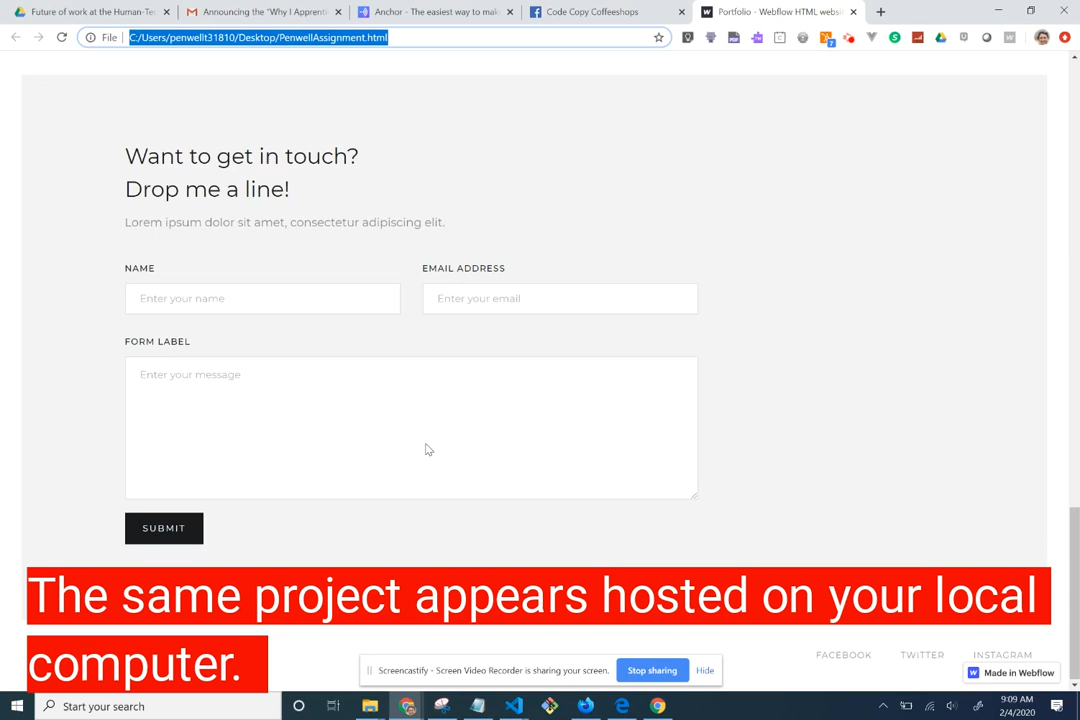 Future of work at the Human-Tec
Announcing the "Why I Apprenti
Anchor - The easiest way to make
Code Copy Coffeeshops
Portfolio - Webflow HTML websi
File
C:/Users/penwellt31810/Desktop/PenwellAssignment.html
Want to get in touch?
Drop me a line!
Lorem ipsum dolor sit amet, consectetur adipiscing elit.
NAME
EMAIL ADDRESS
Enter your name
Enter your email
FORM LABEL
Enter your message
SUBMIT
The same project appears hosted on your local
computer.
FACEBOOK
TWITTER
INSTAGRAM
Screencastify - Screen Video Recorder is sharing your screen.
Stop sharing
Hide
Made in Webflow
Start your search
9:09 AM
2/4/2020